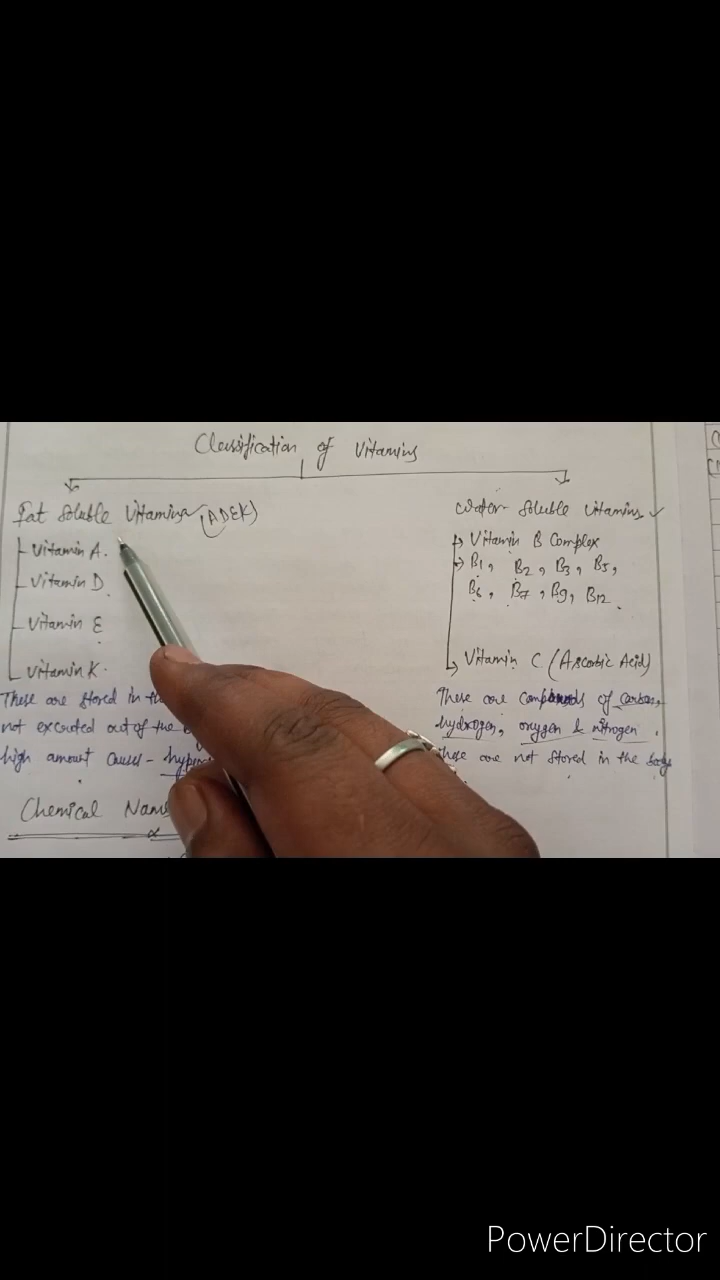 Classification of Vitamins
Fat Soluble Vitamins (ADEK)
Vitamin A.
Vitamin D.
Vitamin E
Vitamin K.
These are stored in the
not excreted out of the
high amount causes -
Chemical Name
Water Soluble Vitamins
Vitamin B Complex
B1, B2, B3, B5,
B6, B7, B9, B12.
Vitamin C (Ascorbic Acid)
These are compounds of carbon,
hydrogen, oxygen & nitrogen.
These are not stored in the body
PowerDirector